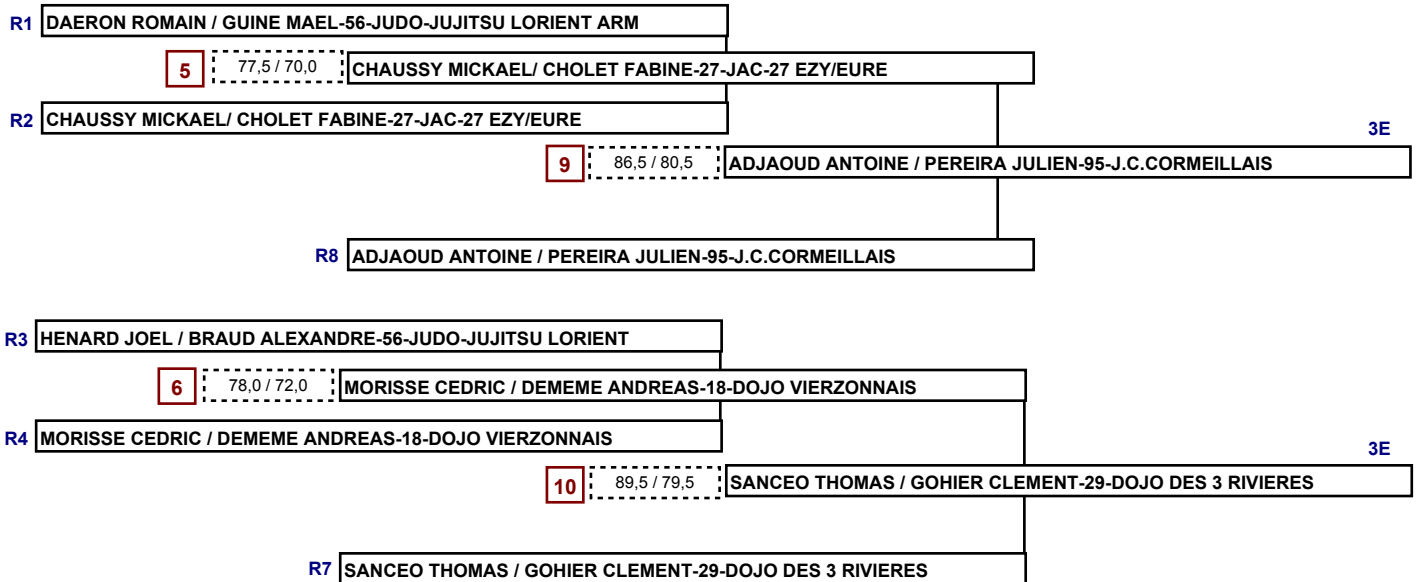 R1 DAERON ROMAIN / GUINE MAEL-56-JUDO-JUJITSU LORIENT ARM
5 77,5 / 70,0 CHAUSSY MICKAEL/ CHOLET FABINE-27-JAC-27 EZY/EURE
R2 CHAUSSY MICKAEL/ CHOLET FABINE-27-JAC-27 EZY/EURE
3E
9 86,5 / 80,5 ADJAOUD ANTOINE / PEREIRA JULIEN-95-J.C.CORMEILLAIS
R8 ADJAOUD ANTOINE / PEREIRA JULIEN-95-J.C.CORMEILLAIS
R3 HENARD JOEL / BRAUD ALEXANDRE-56-JUDO-JUJITSU LORIENT
6 78,0 / 72,0 MORISSE CEDRIC / DEMEME ANDREAS-18-DOJO VIERZONNAIS
R4 MORISSE CEDRIC / DEMEME ANDREAS-18-DOJO VIERZONNAIS
3E
10 89,5 / 79,5 SANCEO THOMAS / GOHIER CLEMENT-29-DOJO DES 3 RIVIERES
R7 SANCEO THOMAS / GOHIER CLEMENT-29-DOJO DES 3 RIVIERES